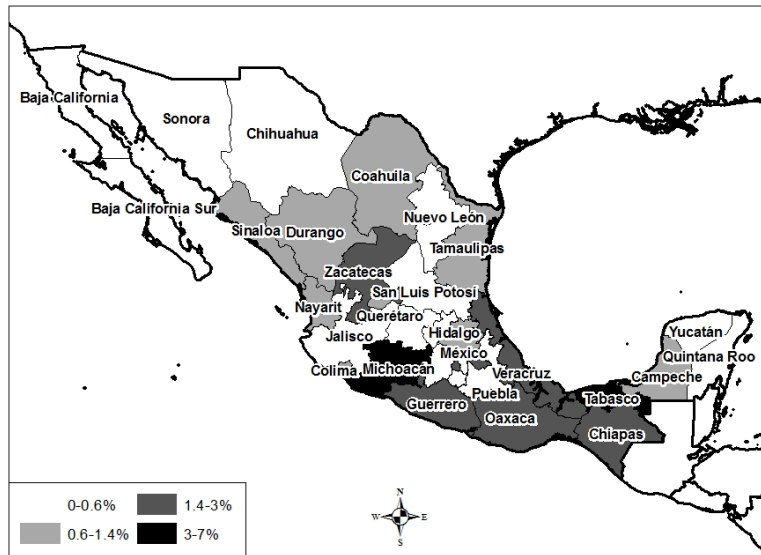 Baja California
Sonora
Chihuahua
Coahuila
Baja California Sur
Nuevo León
Sinaloa
Durango
Tamaulipas
Zacatecas
San Luis Potosí
Nayarit
Querétaro
Jalisco
Hidalgo
Yucatán
Quintana Roo
México
Colima
Michoacán
Veracruz
Campeche
Puebla
Tabasco
Guerrero
Oaxaca
Chiapas
0-0.6%
1.4-3%
0.6-1.4%
3-7%
N
W
E
S